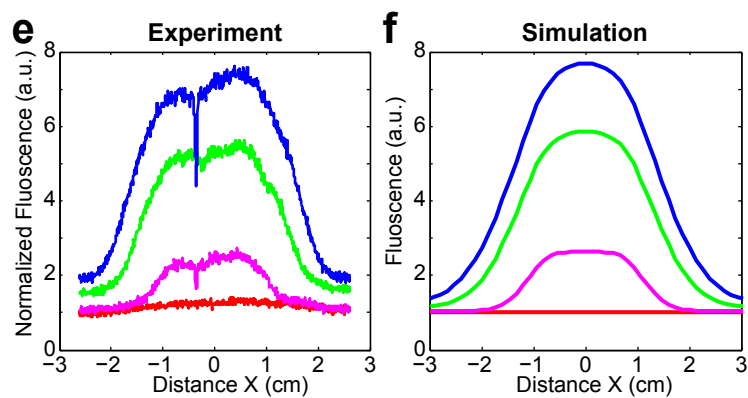 e
Experiment
f
Simulation
Normalized Fluoscence (a.u.)
8
6
4
2
0
−3 −2 −1 0 1 2 3
Distance X (cm)
Fluoscence (a.u.)
8
6
4
2
0
−3 −2 −1 0 1 2 3
Distance X (cm)